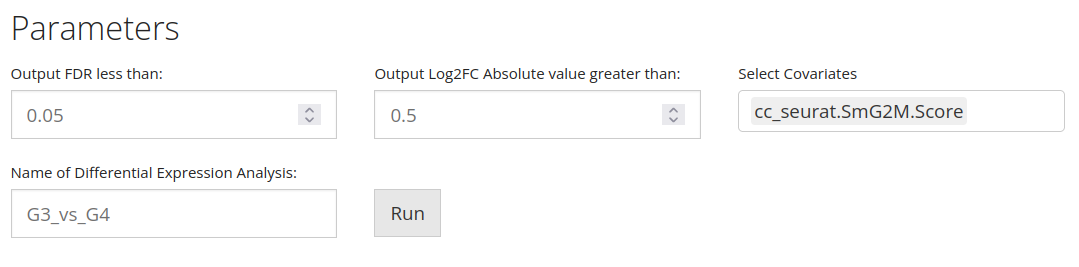 Parameters
Output FDR less than:
Output Log2FC Absolute value greater than:
Select Covariates
0.05
0.5
cc_seurat.SmG2M.Score
Name of Differential Expression Analysis:
G3_vs_G4
Run